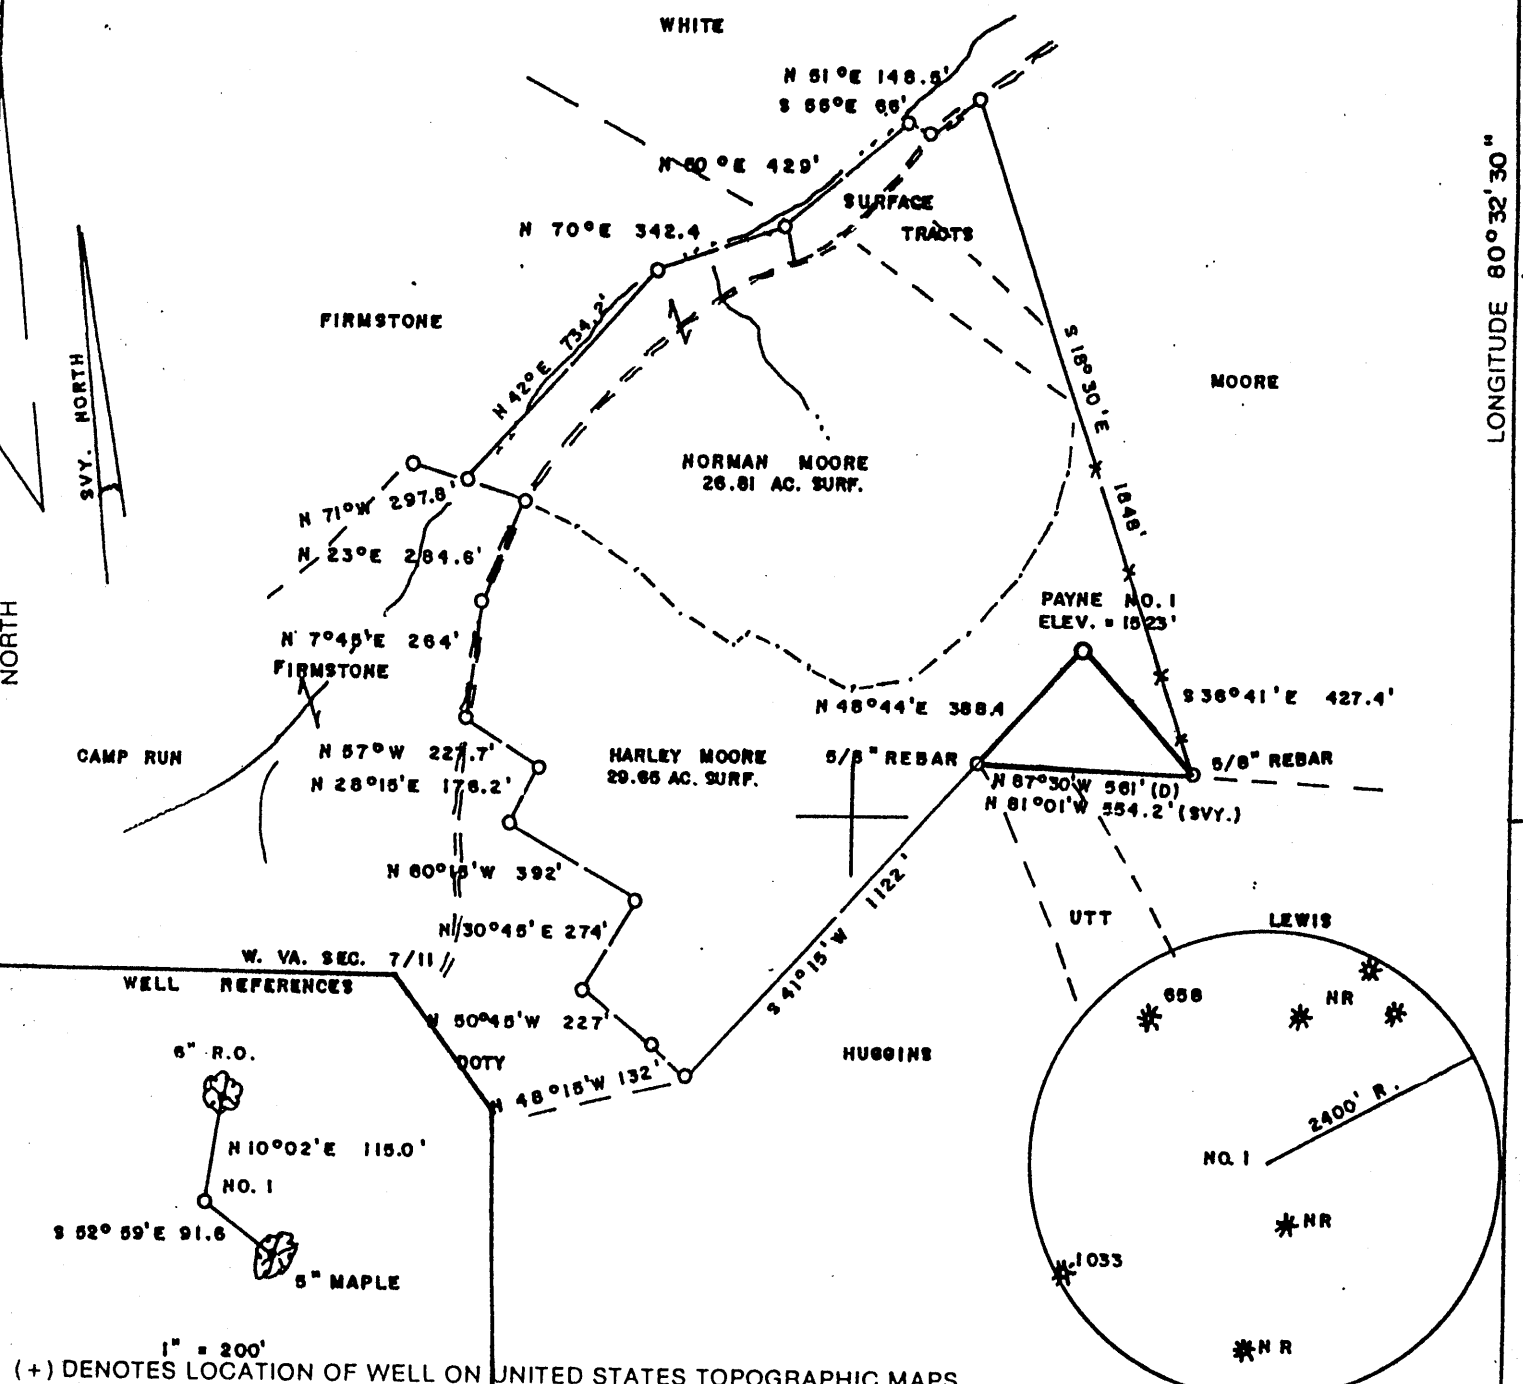 WHITE
N 51°E 148.5'
S 55°E 66'
N 60°E 429'
SURFACE
TRACTS
N 70°E 342.4
LONGITUDE 80°32'30"
FIRMSTONE
N 42°E 734.2'
SVY. NORTH
S 18°30'E 1848'
MOORE
NORMAN MOORE
26.81 AC. SURF.
N 71°W 297.8'
N 23°E 284.6'
NORTH
PAYNE NO. 1
ELEV. = 1523'
N 7°45'E 264'
FIRMSTONE
N 48°44'E 388.4
S 36°41'E 427.4'
CAMP RUN
N 57°W 227.7'
N 28°15'E 176.2'
HARLEY MOORE
29.65 AC. SURF.
5/8" REBAR
5/8" REBAR
N 87°30'W 561' (D)
N 81°01'W 554.2' (SVY.)
N 60°15'W 392'
S 41°15'W 1122'
N 30°45'E 274'
UTT
LEWIS
W. VA. SEC. 7/11
WELL REFERENCES
N 50°45'W 227'
DOTY
N 48°15'W 132'
HUGGINS
658
NR
6" R.O.
N 10°02'E 115.0'
NO. 1
S 52°59'E 91.6
5" MAPLE
2400' R.
NO. 1
NR
1033
NR
1" = 200'
(+) DENOTES LOCATION OF WELL ON UNITED STATES TOPOGRAPHIC MAPS